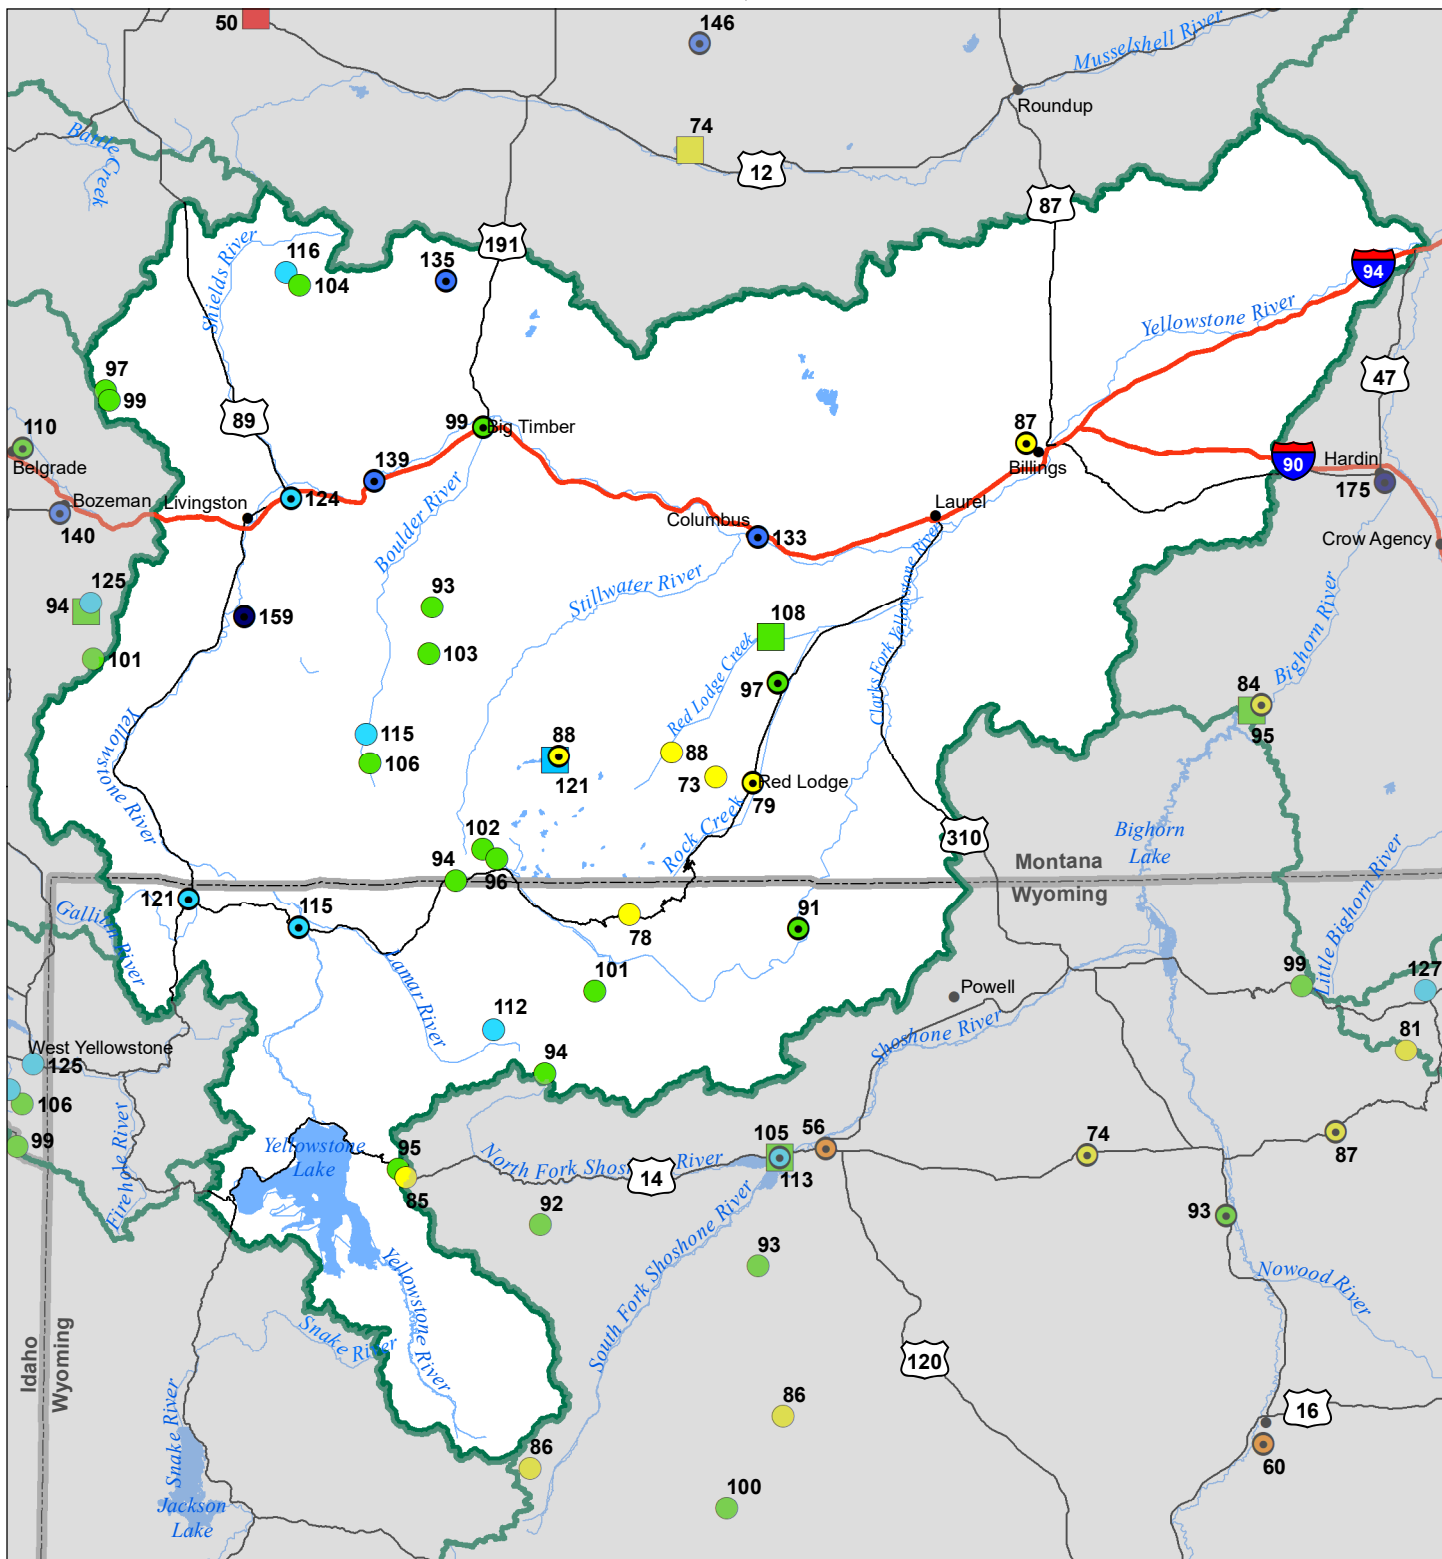 50
146
Musselshell River
Roundup
Battle Creek
74
12
87
191
116
135
104
Shields River
94
Yellowstone River
97
99
89
47
110
Belgrade
99
Big Timber
87
Billings
90
Hardin
175
139
Bozeman
Livingston
124
140
Laurel
Columbus
133
Crow Agency
Boulder River
Stillwater River
125
94
93
159
108
101
103
Red Lodge Creek
Clarks Fork Yellowstone River
97
Bighorn River
84
95
Yellowstone River
115
106
88
121
88
73
Red Lodge
79
Rock Creek
310
Bighorn
Lake
102
94
96
Montana
Wyoming
Little Bighorn River
121
115
Gallitin River
78
91
Lamar River
101
99
127
Powell
112
Shoshone River
West Yellowstone
125
94
81
106
99
Firehole River
Yellowstone
Lake
95
85
North Fork Shoshone River
14
105
56
113
74
87
92
93
93
South Fork Shoshone River
Yellowstone River
Nowood River
Snake River
Idaho
Wyoming
120
16
86
86
60
Snake River
Jackson
Lake
100